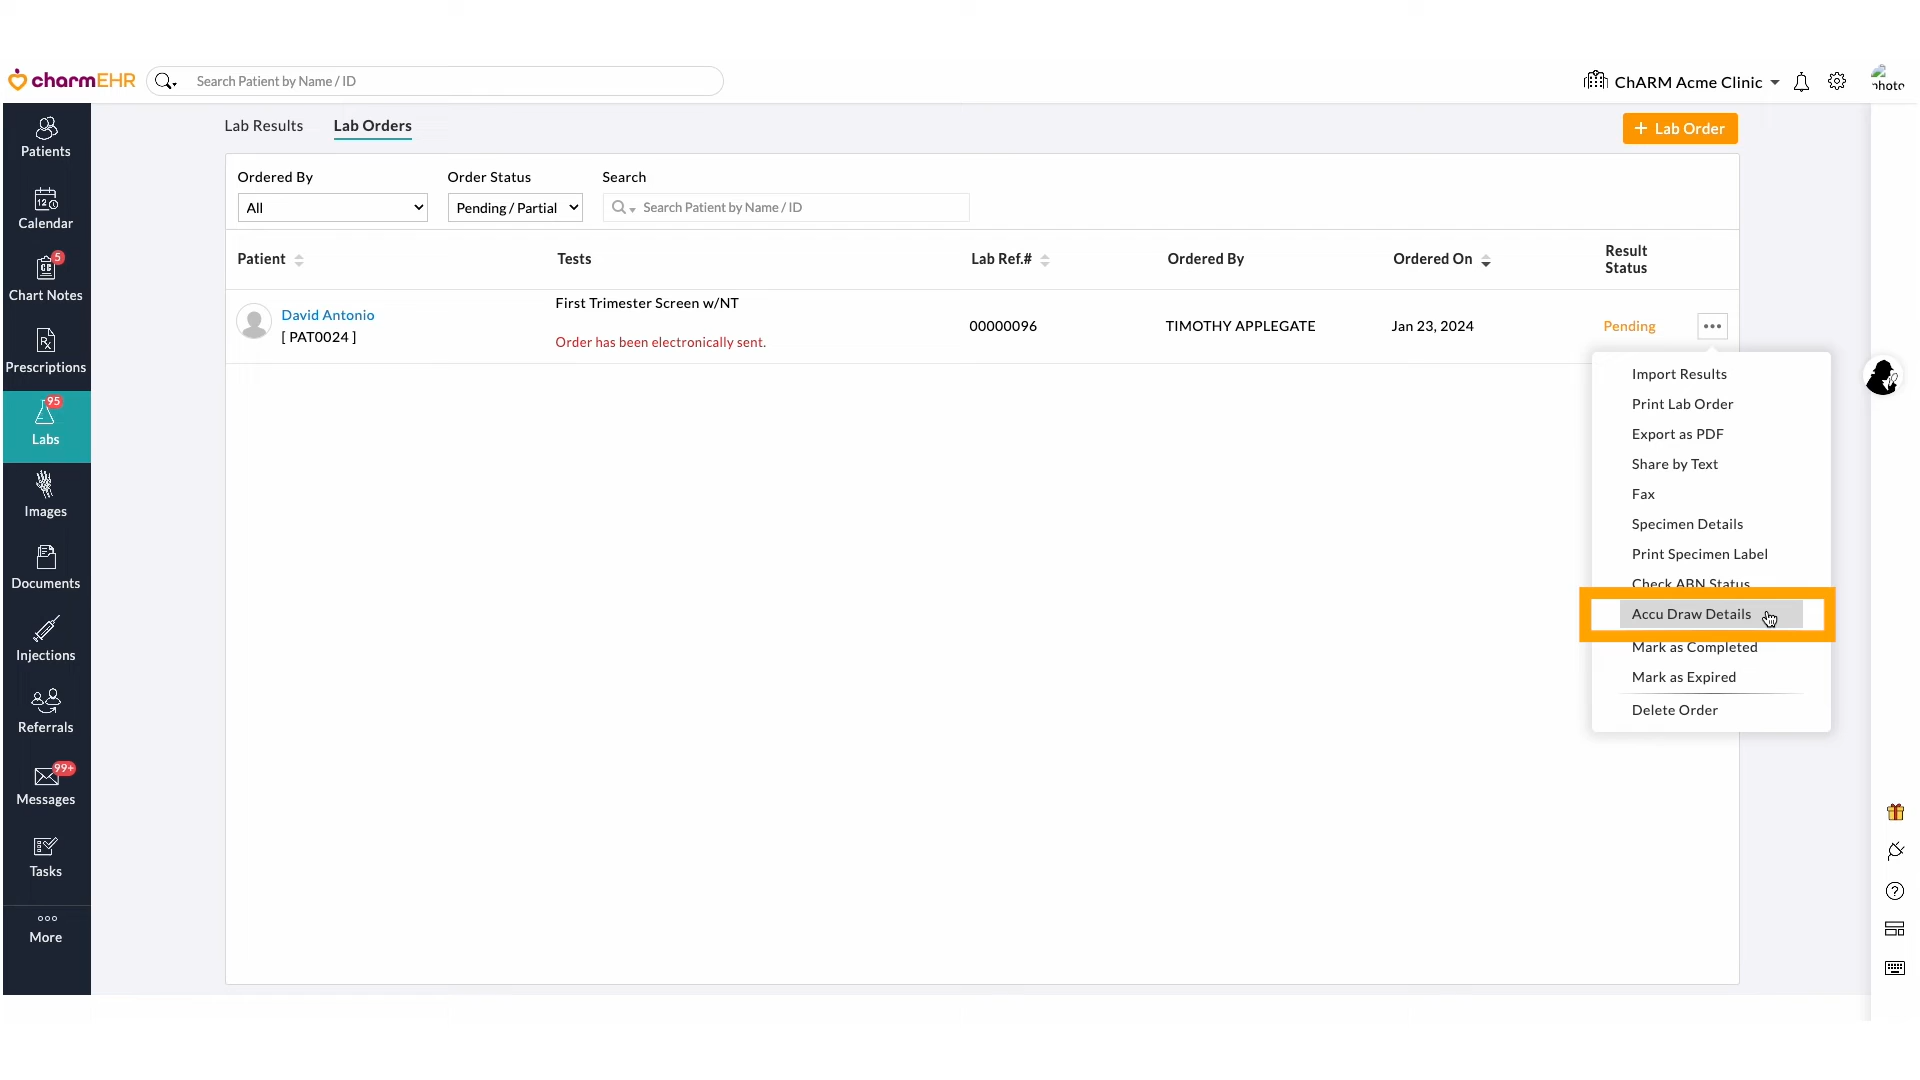 charmEHR
Search Patient by Name / ID
ChARM Acme Clinic
photo
Patients
Calendar
5
Chart Notes
Prescriptions
95
Labs
Images
Documents
Injections
Referrals
99+
Messages
Tasks
More
Lab Results
Lab Orders
+ Lab Order
Ordered By
Order Status
Search
All
Pending / Partial
Search Patient by Name / ID
Patient
Tests
Lab Ref.#
Ordered By
Ordered On
Result
Status
David Antonio
[ PAT0024 ]
First Trimester Screen w/NT
Order has been electronically sent.
00000096
TIMOTHY APPLEGATE
Jan 23, 2024
Pending
Import Results
Print Lab Order
Export as PDF
Share by Text
Fax
Specimen Details
Print Specimen Label
Check ABN Status
Accu Draw Details
Mark as Completed
Mark as Expired
Delete Order